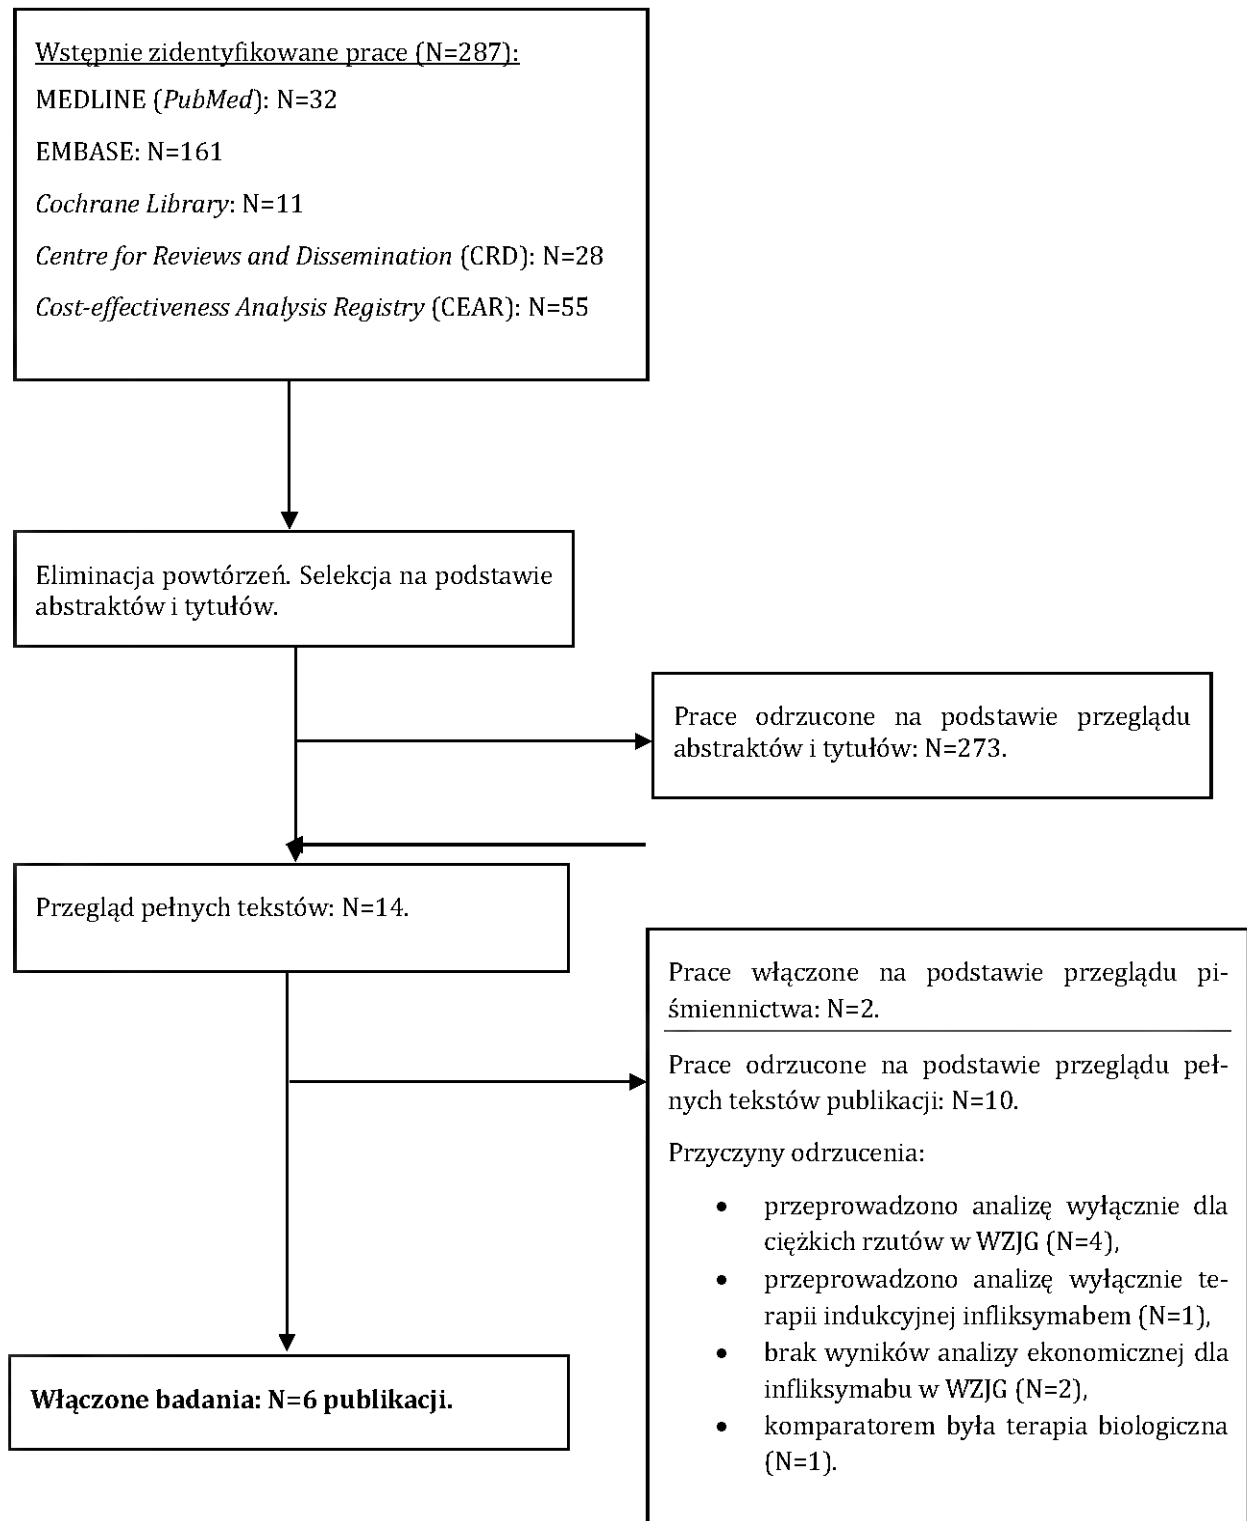 Wstępnie zidentyfikowane prace (N=287):
MEDLINE (PubMed): N=32
EMBASE: N=161
Cochrane Library: N=11
Centre for Reviews and Dissemination (CRD): N=28
Cost-effectiveness Analysis Registry (CEAR): N=55
Eliminacja powtórzeń. Selekcja na podstawie
abstraktów i tytułów.
Prace odrzucone na podstawie przeglądu
abstraktów i tytułów: N=273.
Przegląd pełnych tekstów: N=14.
Prace włączone na podstawie przeglądu pi-
śmiennictwa: N=2.
Prace odrzucone na podstawie przeglądu peł-
nych tekstów publikacji: N=10.
Przyczyny odrzucenia:
• przeprowadzono analizę wyłącznie dla
ciężkich rzutów w WZJG (N=4),
• przeprowadzono analizę wyłącznie te-
rapii indukcyjnej infliksymabem (N=1),
• brak wyników analizy ekonomicznej dla
infliksymabu w WZJG (N=2),
• komparatorem była terapia biologiczna
(N=1).
Włączone badania: N=6 publikacji.